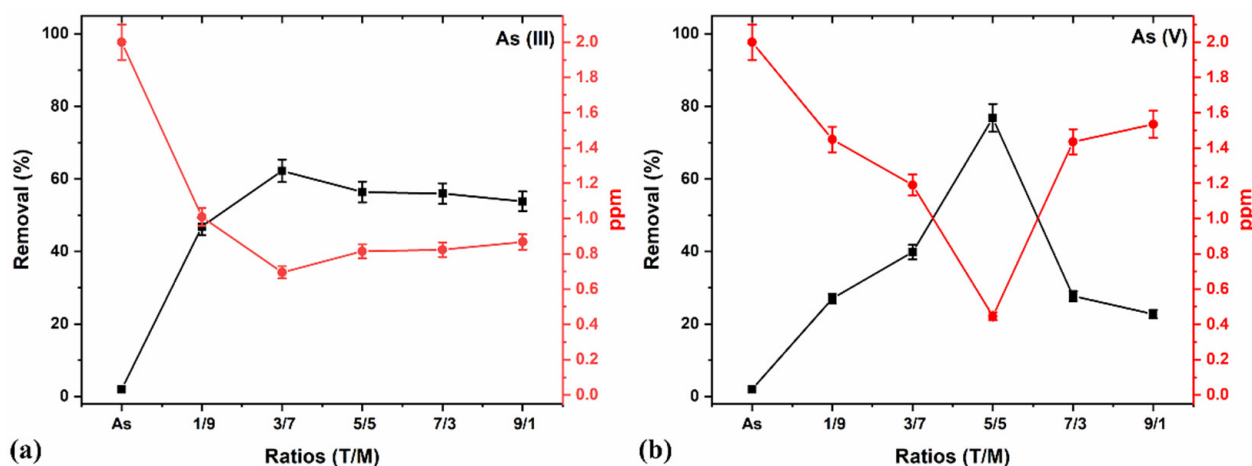 As (III)
100
80
60
40
20
0
Removal (%)
2.0
1.8
1.6
1.4
1.2
1.0
0.8
0.6
0.4
0.2
0.0
ppm
As 1/9 3/7 5/5 7/3 9/1
Ratios (T/M)
(a)
As (V)
100
80
60
40
20
0
Removal (%)
2.0
1.8
1.6
1.4
1.2
1.0
0.8
0.6
0.4
0.2
0.0
ppm
As 1/9 3/7 5/5 7/3 9/1
Ratios (T/M)
(b)